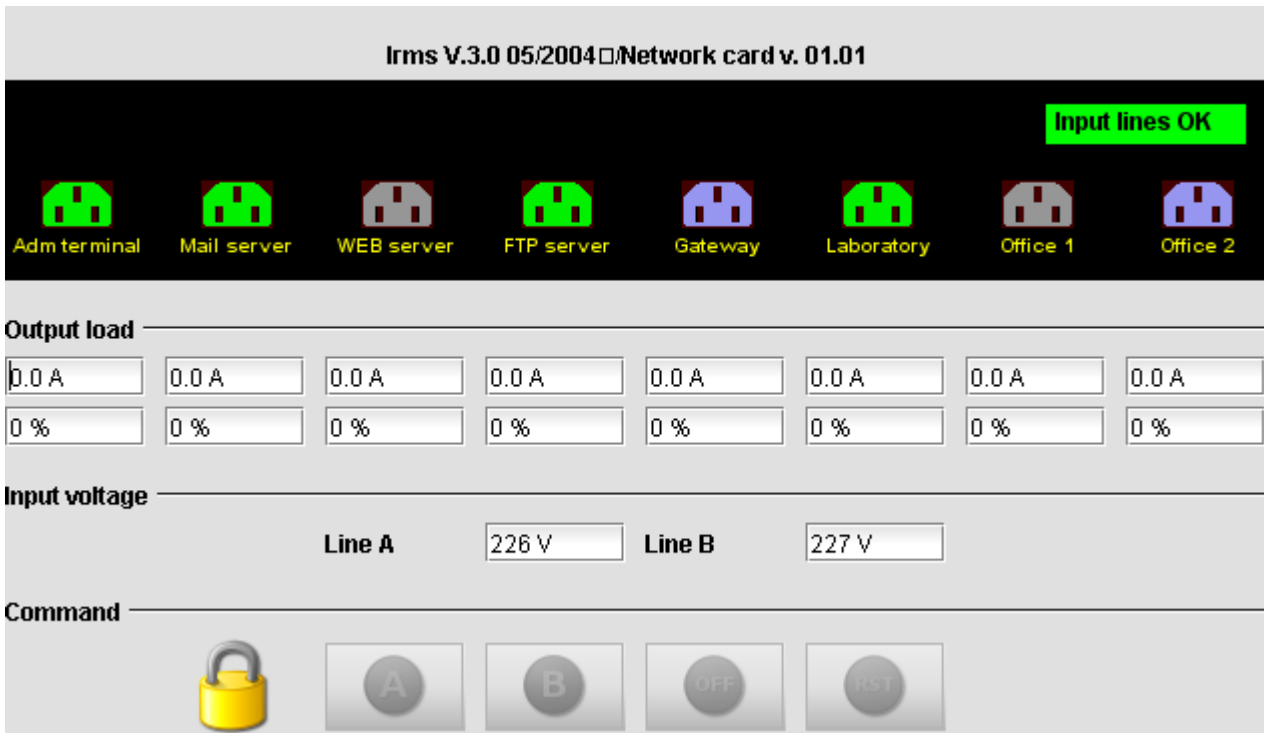 Irms V.3.0 05/2004□/Network card v. 01.01
Input lines OK
Adm terminal Mail server WEB server FTP server Gateway Laboratory Office 1 Office 2
Output load
0.0 A 0.0 A 0.0 A 0.0 A 0.0 A 0.0 A 0.0 A 0.0 A
0 % 0 % 0 % 0 % 0 % 0 % 0 % 0 %
Input voltage
Line A 226 V Line B 227 V
Command
A B OFF RST